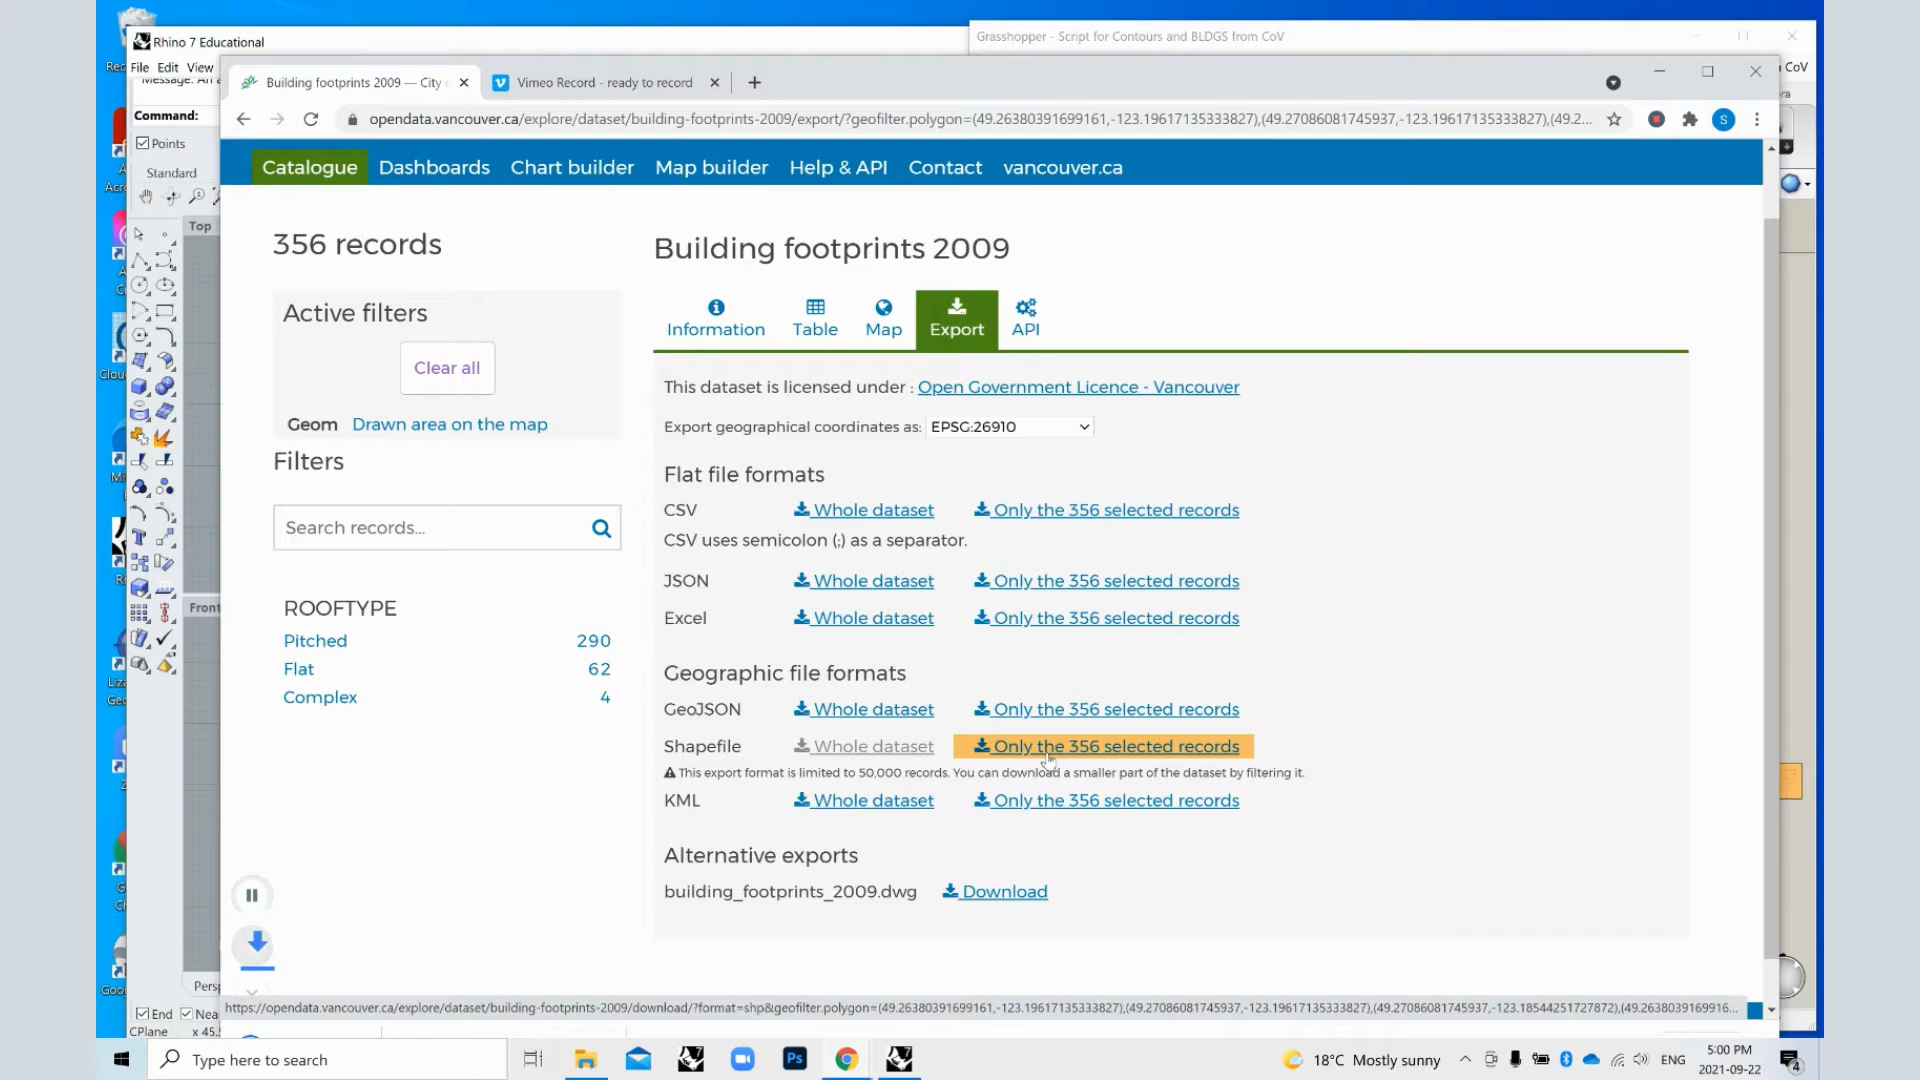 Rhino 7 Educational
Grasshopper - Script for Contours and BLDGS from CoV
File Edit View
CoV
Building footprints 2009 — City
Vimeo Record - ready to record
Command:
opendata.vancouver.ca/explore/dataset/building-footprints-2009/export/?geofilter.polygon=(49.26380391699161,-123.19617135333827),(49.27086081745937,-123.19617135333827),(49.2...
Points
Standard
Catalogue Dashboards Chart builder Map builder Help & API Contact vancouver.ca
Top
356 records
Building footprints 2009
Active filters
Clear all
Geom Drawn area on the map
Information Table Map Export API
This dataset is licensed under : Open Government Licence - Vancouver
Export geographical coordinates as: EPSG:26910
Filters
Search records...
Flat file formats
CSV Whole dataset Only the 356 selected records
CSV uses semicolon (;) as a separator.
JSON Whole dataset Only the 356 selected records
Excel Whole dataset Only the 356 selected records
Front
ROOFTYPE
Pitched 290
Flat 62
Complex 4
Geographic file formats
GeoJSON Whole dataset Only the 356 selected records
Shapefile Whole dataset Only the 356 selected records
This export format is limited to 50,000 records. You can download a smaller part of the dataset by filtering it.
KML Whole dataset Only the 356 selected records
Alternative exports
building_footprints_2009.dwg Download
Persp
https://opendata.vancouver.ca/explore/dataset/building-footprints-2009/download/?format=shp&geofilter.polygon=(49.26380391699161,-123.19617135333827),(49.27086081745937,-123.19617135333827),(49.27086081745937,-123.18544251727872),(49.2638039169916...
End Nea
CPlane x 45.
Type here to search
Ps
18°C Mostly sunny
ENG
5:00 PM
2021-09-22
4